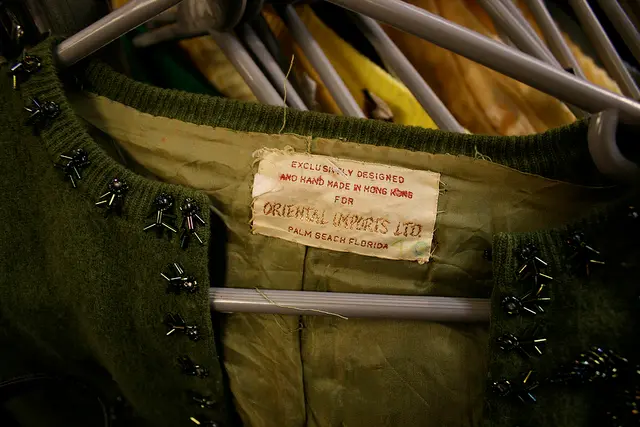 EXCLUSIVELY DESIGNED
AND HAND MADE IN HONG KONG
FOR
ORIENTAL IMPORTS LTD.
PALM BEACH FLORIDA